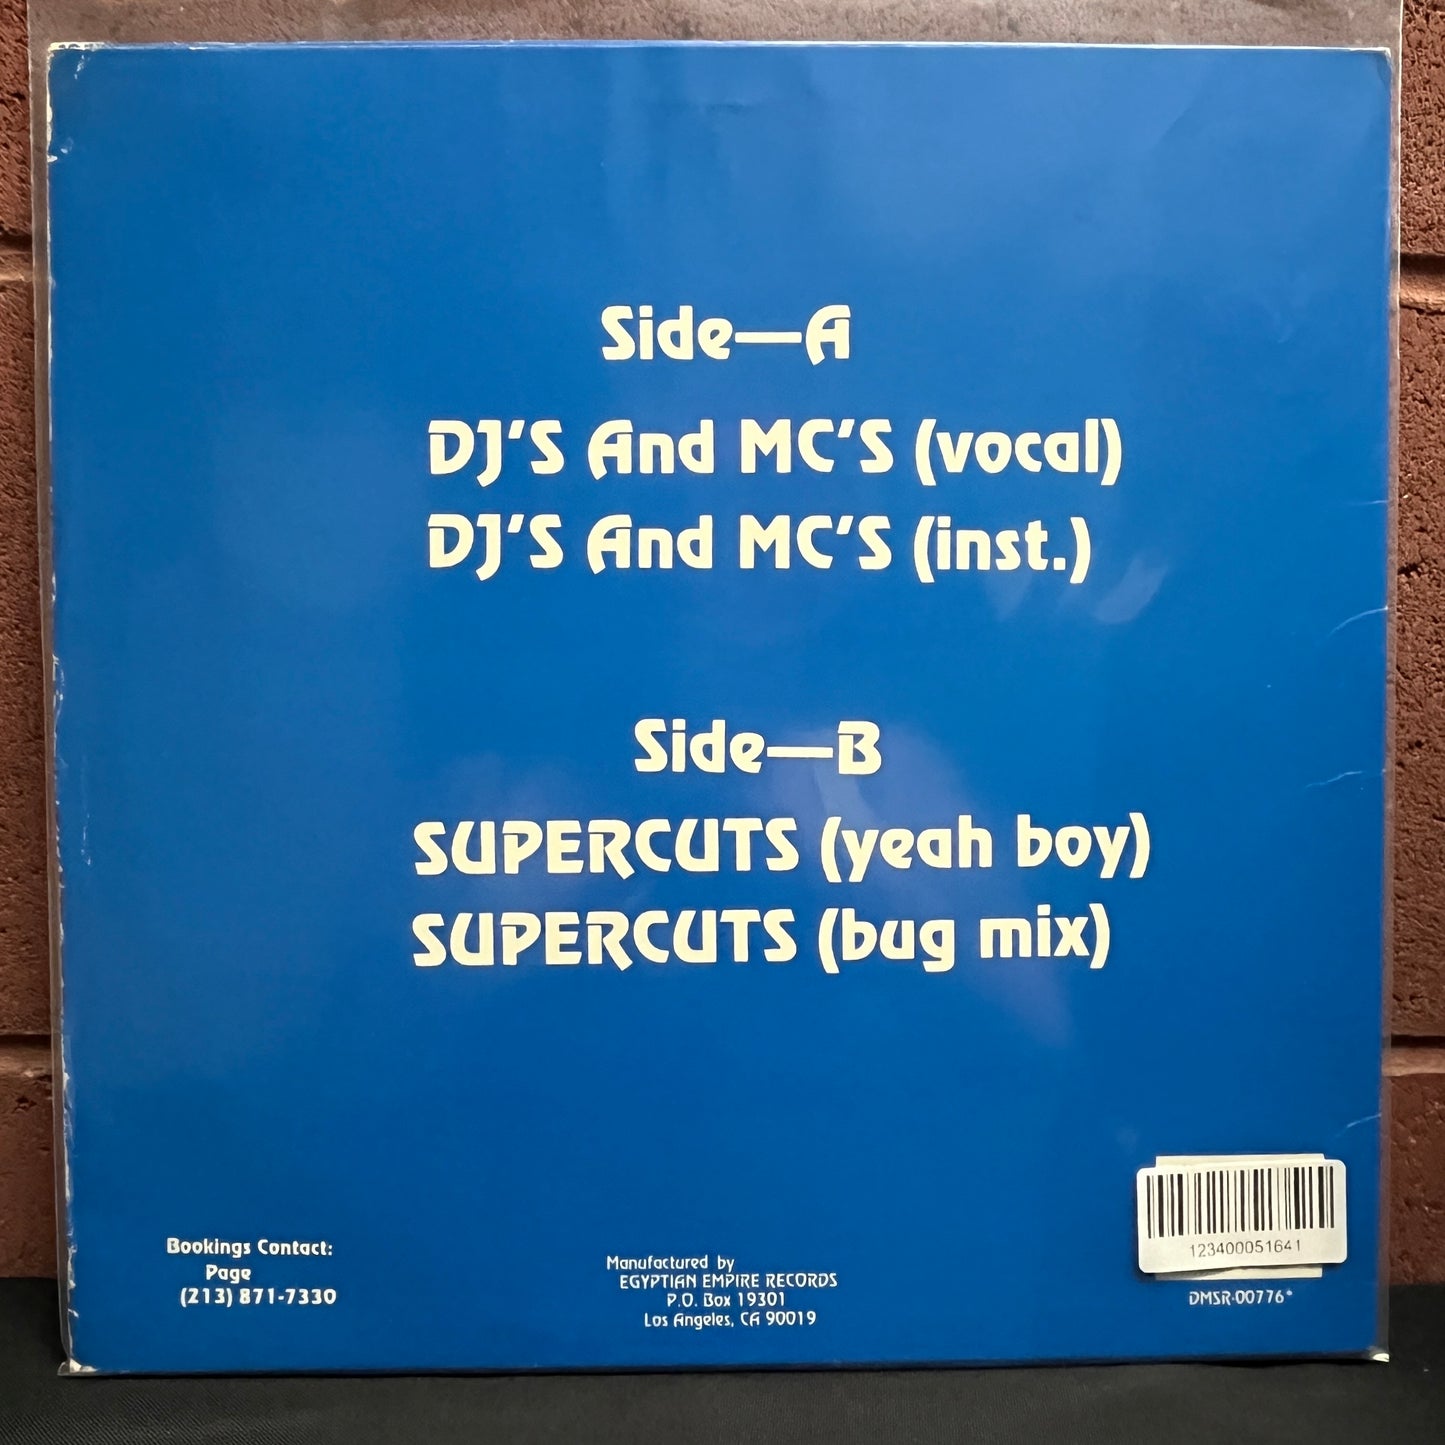 Side—A
DJ'S And MC'S (vocal)
DJ'S And MC'S (inst.)
Side—B
SUPERCUTS (yeah boy)
SUPERCUTS (bug mix)
Bookings Contact:
Page
(213) 871-7330
Manufactured by
EGYPTIAN EMPIRE RECORDS
P.O. Box 19301
Los Angeles, CA 90019
123400051641
DMSR-00776*